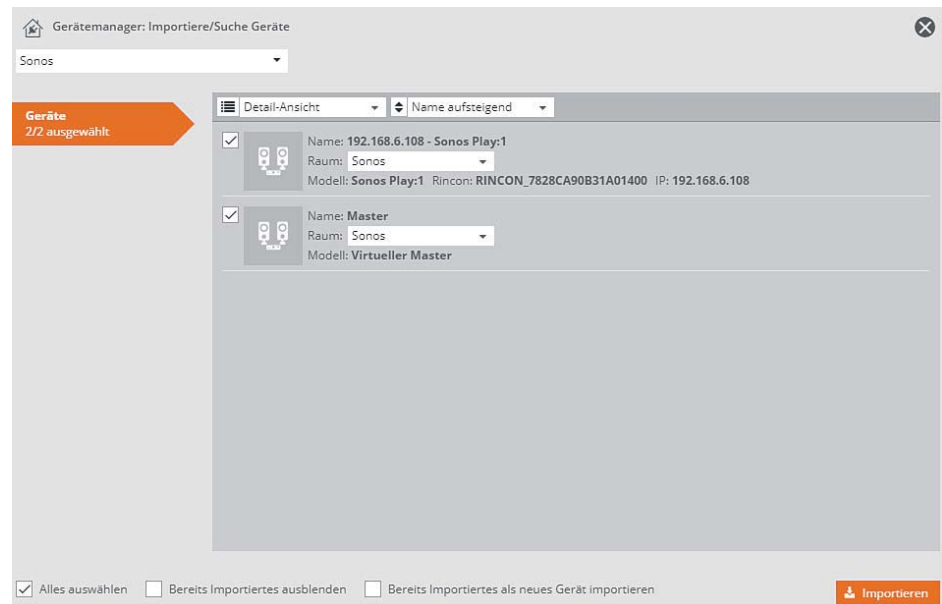 Gerätemanager: Importiere/Suche Geräte
Sonos
Geräte
2/2 ausgewählt
Detail-Ansicht Name aufsteigend
Name: 192.168.6.108 - Sonos Play:1
Raum: Sonos
Modell: Sonos Play:1 Rincon: RINCON_7828CA90B31A01400 IP: 192.168.6.108
Name: Master
Raum: Sonos
Modell: Virtueller Master
Alles auswählen Bereits Importiertes ausblenden Bereits Importiertes als neues Gerät importieren Importieren